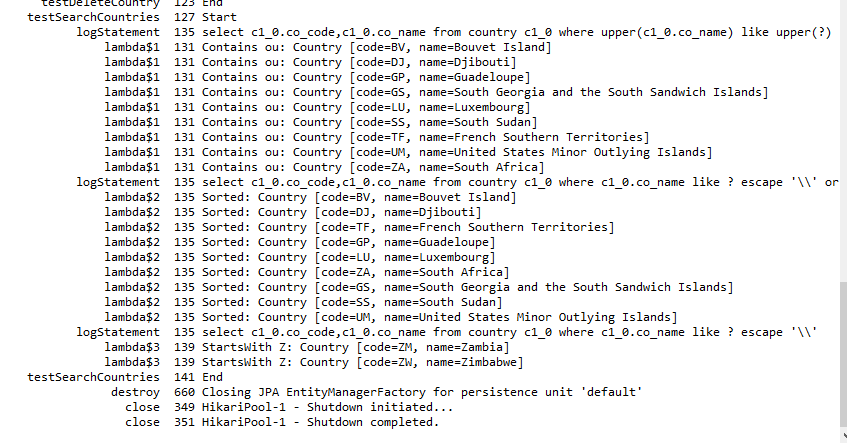 testDeleteCountry 123 End
testSearchCountries 127 Start
logStatement 135 select c1_0.co_code,c1_0.co_name from country c1_0 where upper(c1_0.co_name) like upper(?)
lambda$1 131 Contains ou: Country [code=BV, name=Bouvet Island]
lambda$1 131 Contains ou: Country [code=DJ, name=Djibouti]
lambda$1 131 Contains ou: Country [code=GP, name=Guadeloupe]
lambda$1 131 Contains ou: Country [code=GS, name=South Georgia and the South Sandwich Islands]
lambda$1 131 Contains ou: Country [code=LU, name=Luxembourg]
lambda$1 131 Contains ou: Country [code=SS, name=South Sudan]
lambda$1 131 Contains ou: Country [code=TF, name=French Southern Territories]
lambda$1 131 Contains ou: Country [code=UM, name=United States Minor Outlying Islands]
lambda$1 131 Contains ou: Country [code=ZA, name=South Africa]
logStatement 135 select c1_0.co_code,c1_0.co_name from country c1_0 where c1_0.co_name like ? escape '\\' or
lambda$2 135 Sorted: Country [code=BV, name=Bouvet Island]
lambda$2 135 Sorted: Country [code=DJ, name=Djibouti]
lambda$2 135 Sorted: Country [code=TF, name=French Southern Territories]
lambda$2 135 Sorted: Country [code=GP, name=Guadeloupe]
lambda$2 135 Sorted: Country [code=LU, name=Luxembourg]
lambda$2 135 Sorted: Country [code=ZA, name=South Africa]
lambda$2 135 Sorted: Country [code=GS, name=South Georgia and the South Sandwich Islands]
lambda$2 135 Sorted: Country [code=SS, name=South Sudan]
lambda$2 135 Sorted: Country [code=UM, name=United States Minor Outlying Islands]
logStatement 135 select c1_0.co_code,c1_0.co_name from country c1_0 where c1_0.co_name like ? escape '\\'
lambda$3 139 StartsWith Z: Country [code=ZM, name=Zambia]
lambda$3 139 StartsWith Z: Country [code=ZW, name=Zimbabwe]
testSearchCountries 141 End
destroy 660 Closing JPA EntityManagerFactory for persistence unit 'default'
close 349 HikariPool-1 - Shutdown initiated...
close 351 HikariPool-1 - Shutdown completed.